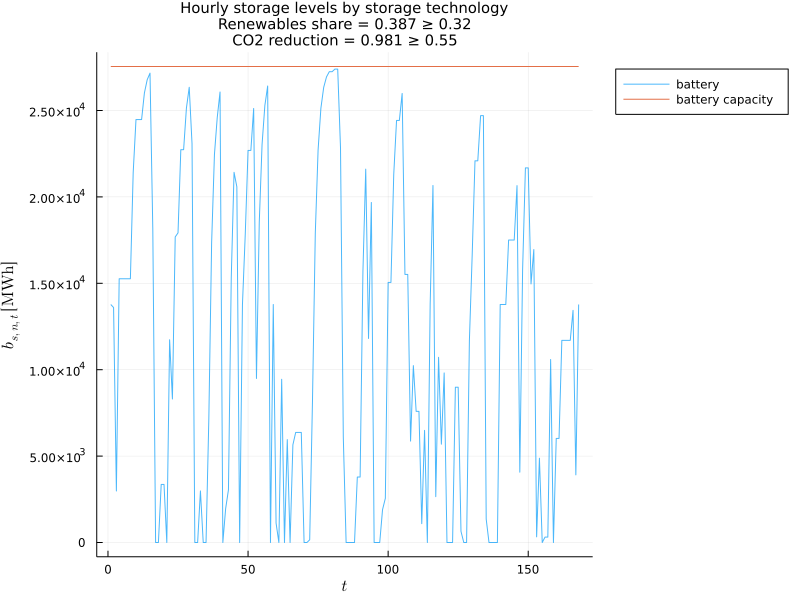 Hourly storage levels by storage technology
Renewables share = 0.387 ≥ 0.32
CO2 reduction = 0.981 ≥ 0.55
battery
battery capacity
2.50×10⁴
2.00×10⁴
1.50×10⁴
1.00×10⁴
5.00×10³
0
b_{s, n, t} [MWh]
0 50 100 150
t